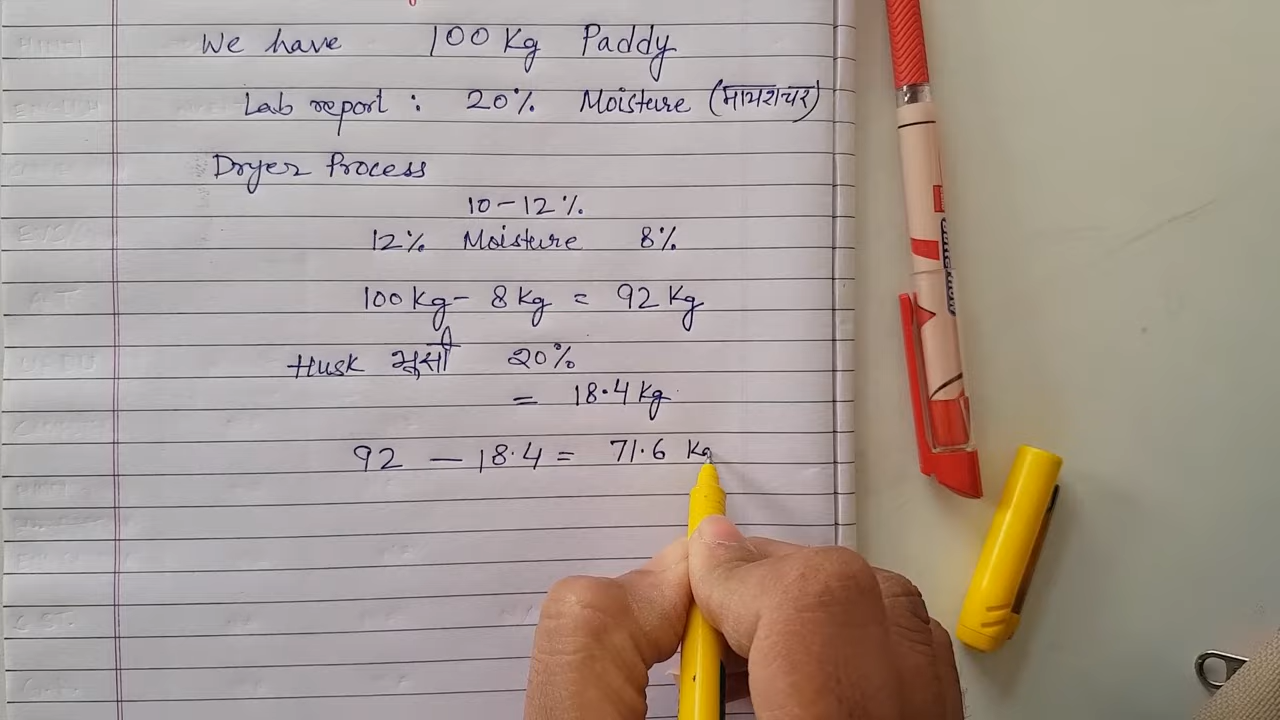 We have 100 Kg Paddy
Lab report : 20% Moisture (मायशचर)
Dryer Process
10-12%
12% Moisture 8%
100 Kg - 8 Kg = 92 Kg
Husk भूसी 20%
= 18.4 Kg
92 - 18.4 = 71.6 Kg